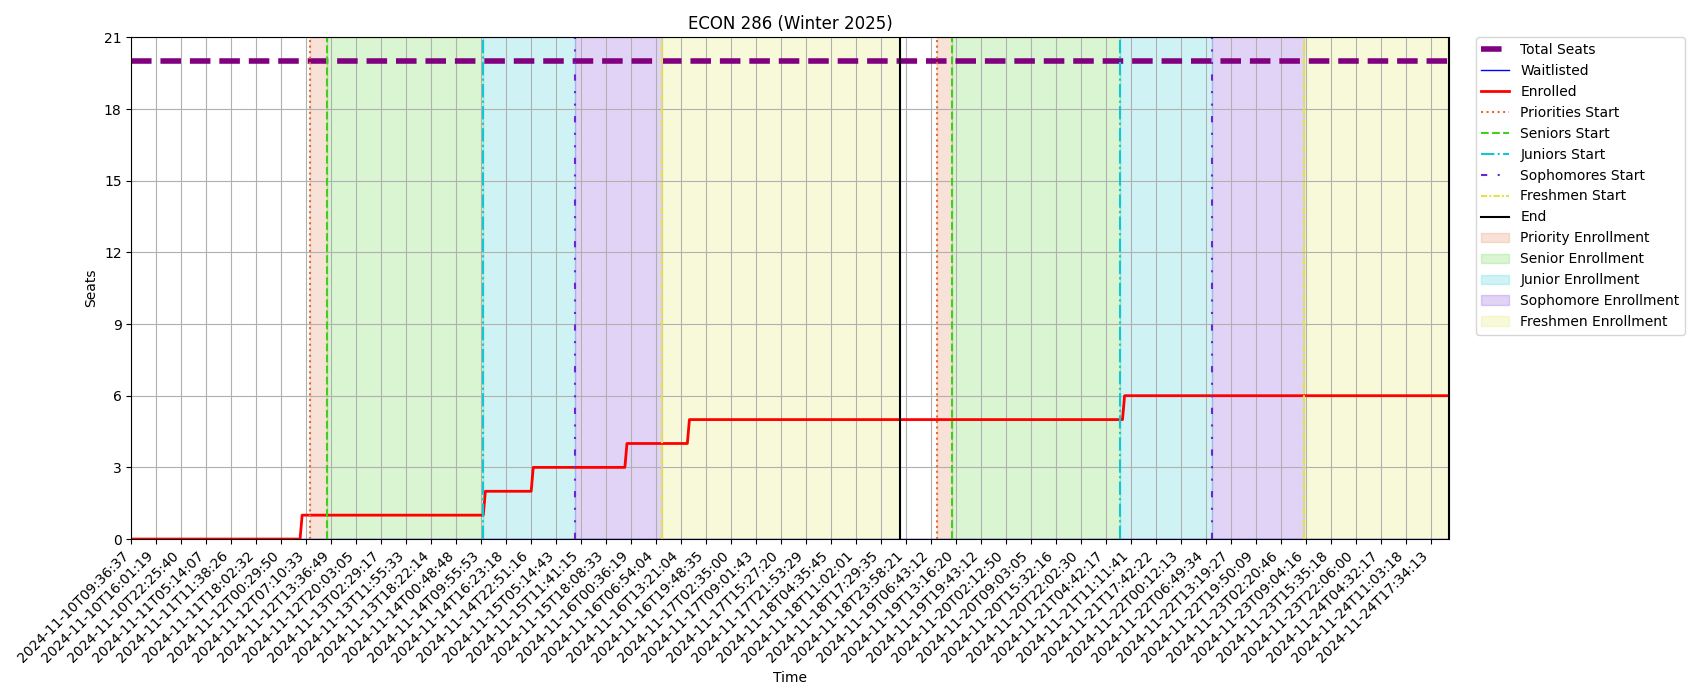 ECON 286 (Winter 2025)
21
18
15
12
9
6
3
0
Seats
2024-11-10T09:36:37
2024-11-10T16:01:19
2024-11-10T22:25:40
2024-11-11T05:14:07
2024-11-11T11:38:26
2024-11-11T18:02:32
2024-11-12T00:29:50
2024-11-12T07:10:33
2024-11-12T13:36:49
2024-11-12T20:03:05
2024-11-13T02:29:17
2024-11-13T11:55:33
2024-11-13T18:22:14
2024-11-14T00:48:48
2024-11-14T09:55:53
2024-11-14T16:23:18
2024-11-14T22:51:16
2024-11-15T05:14:43
2024-11-15T11:41:15
2024-11-15T18:08:33
2024-11-16T00:36:19
2024-11-16T06:54:04
2024-11-16T13:21:04
2024-11-16T19:48:35
2024-11-17T02:35:00
2024-11-17T09:01:43
2024-11-17T15:27:20
2024-11-17T21:53:29
2024-11-18T04:35:45
2024-11-18T11:02:01
2024-11-18T17:29:35
2024-11-18T23:58:21
2024-11-19T06:43:12
2024-11-19T13:16:20
2024-11-19T19:43:12
2024-11-20T02:12:50
2024-11-20T09:03:05
2024-11-20T15:32:16
2024-11-20T22:02:30
2024-11-21T04:42:17
2024-11-21T11:11:41
2024-11-21T17:42:22
2024-11-22T00:12:13
2024-11-22T06:49:34
2024-11-22T13:19:27
2024-11-22T19:50:09
2024-11-23T02:20:46
2024-11-23T09:04:16
2024-11-23T15:35:18
2024-11-23T22:06:00
2024-11-24T04:32:17
2024-11-24T11:03:18
2024-11-24T17:34:13
Time
Total Seats
Waitlisted
Enrolled
Priorities Start
Seniors Start
Juniors Start
Sophomores Start
Freshmen Start
End
Priority Enrollment
Senior Enrollment
Junior Enrollment
Sophomore Enrollment
Freshmen Enrollment